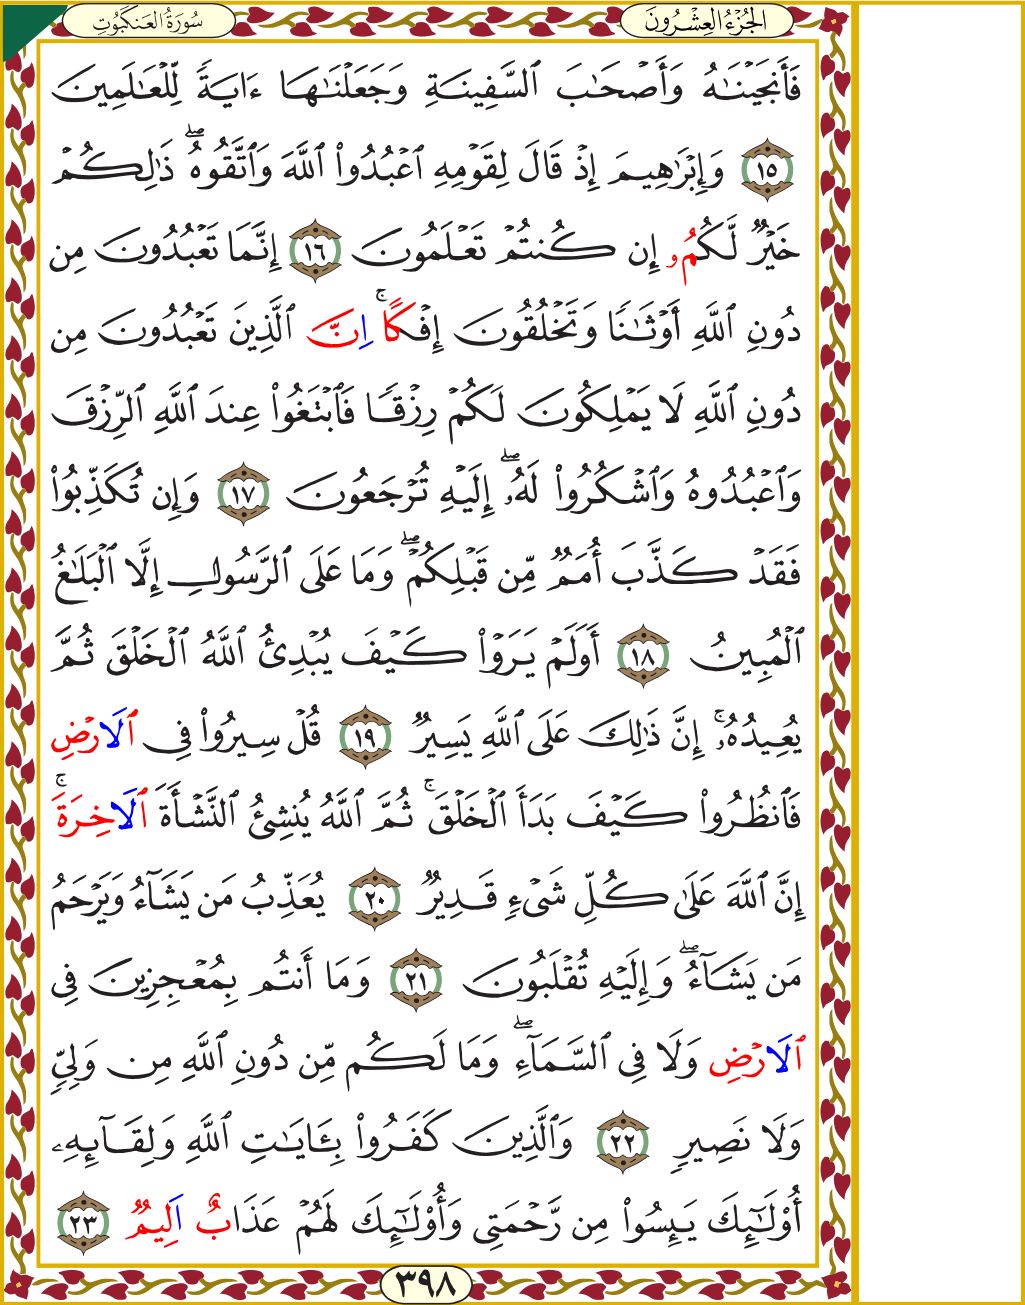 الجُزْءُ العِشْرُونَ
سُورَةُ العَنكَبُوتِ
فَأَنجَيْنَـٰهُ وَأَصْحَـٰبَ ٱلسَّفِينَةِ وَجَعَلْنَـٰهَا ءَايَةً لِّلْعَـٰلَمِينَ
١٥ وَإِبْرَٰهِيمَ إِذْ قَالَ لِقَوْمِهِ ٱعْبُدُوا۟ ٱللَّهَ وَٱتَّقُوهُ ۖ ذَٰلِكُمْ
خَيْرٌ لَّكُمُۥ إِن كُنتُمْ تَعْلَمُونَ ١٦ إِنَّمَا تَعْبُدُونَ مِن
دُونِ ٱللَّهِ أَوْثَـٰنًا وَتَخْلُقُونَ إِفْكًا ۚ اِنَّ ٱلَّذِينَ تَعْبُدُونَ مِن
دُونِ ٱللَّهِ لَا يَمْلِكُونَ لَكُمْ رِزْقًا فَٱبْتَغُوا۟ عِندَ ٱللَّهِ ٱلرِّزْقَ
وَٱعْبُدُوهُ وَٱشْكُرُوا۟ لَهُۥٓ ۖ إِلَيْهِ تُرْجَعُونَ ١٧ وَإِن تُكَذِّبُوا۟
فَقَدْ كَذَّبَ أُمَمٌ مِّن قَبْلِكُمْ ۖ وَمَا عَلَى ٱلرَّسُولِ إِلَّا ٱلْبَلَـٰغُ
ٱلْمُبِينُ ١٨ أَوَلَمْ يَرَوْا۟ كَيْفَ يُبْدِئُ ٱللَّهُ ٱلْخَلْقَ ثُمَّ
يُعِيدُهُۥٓ ۚ إِنَّ ذَٰلِكَ عَلَى ٱللَّهِ يَسِيرٌ ١٩ قُلْ سِيرُوا۟ فِى ٱلَارْضِ
فَٱنظُرُوا۟ كَيْفَ بَدَأَ ٱلْخَلْقَ ۚ ثُمَّ ٱللَّهُ يُنشِئُ ٱلنَّشْأَةَ ٱلَاخِرَةَ ۚ
إِنَّ ٱللَّهَ عَلَىٰ كُلِّ شَىْءٍ قَدِيرٌ ٢٠ يُعَذِّبُ مَن يَشَآءُ وَيَرْحَمُ
مَن يَشَآءُ ۖ وَإِلَيْهِ تُقْلَبُونَ ٢١ وَمَا أَنتُم بِمُعْجِزِينَ فِى
ٱلَارْضِ وَلَا فِى ٱلسَّمَآءِ ۖ وَمَا لَكُم مِّن دُونِ ٱللَّهِ مِن وَلِىٍّ
وَلَا نَصِيرٍ ٢٢ وَٱلَّذِينَ كَفَرُوا۟ بِـَٔايَـٰتِ ٱللَّهِ وَلِقَآئِهِۦ
أُو۟لَـٰٓئِكَ يَئِسُوا۟ مِن رَّحْمَتِى وَأُو۟لَـٰٓئِكَ لَهُمْ عَذَابٌ اَلِيمٌ ٢٣
٣٩٨